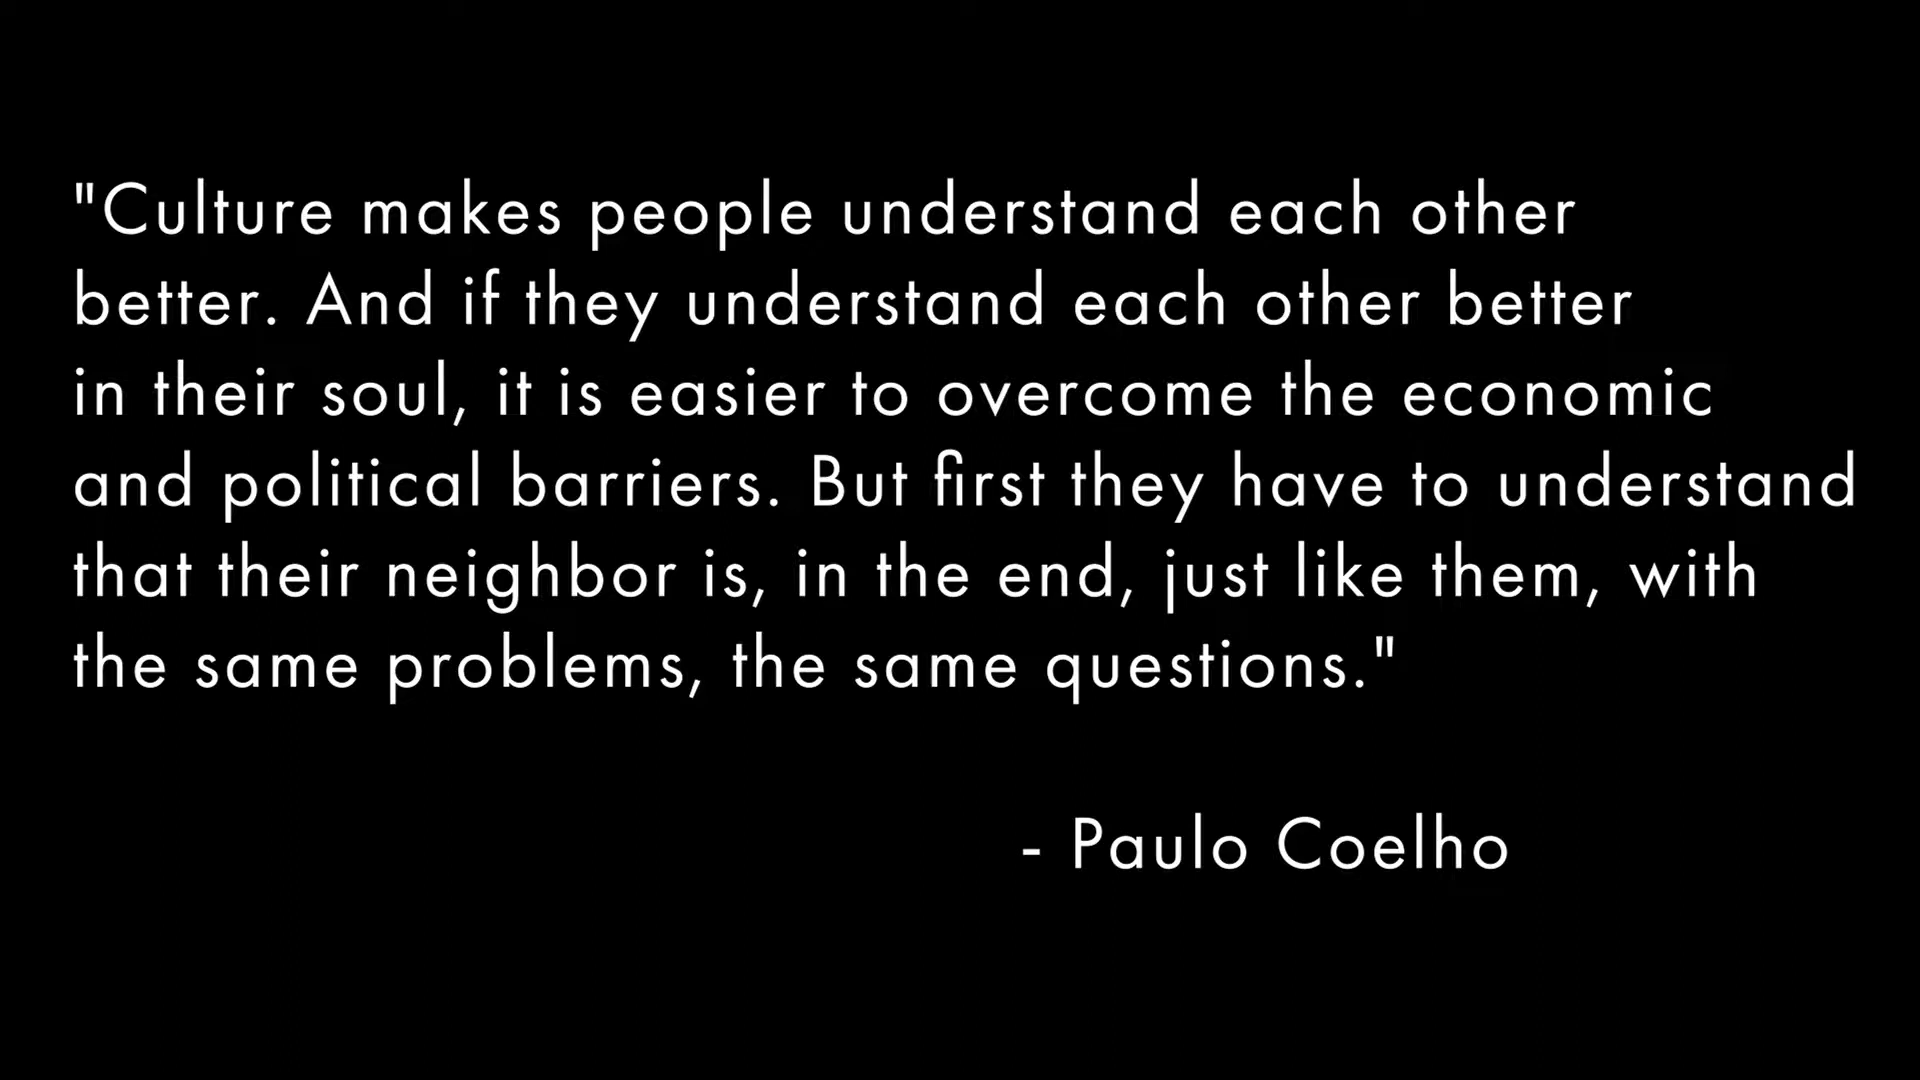 "Culture makes people understand each other
better. And if they understand each other better
in their soul, it is easier to overcome the economic
and political barriers. But first they have to understand
that their neighbor is, in the end, just like them, with
the same problems, the same questions."
- Paulo Coelho